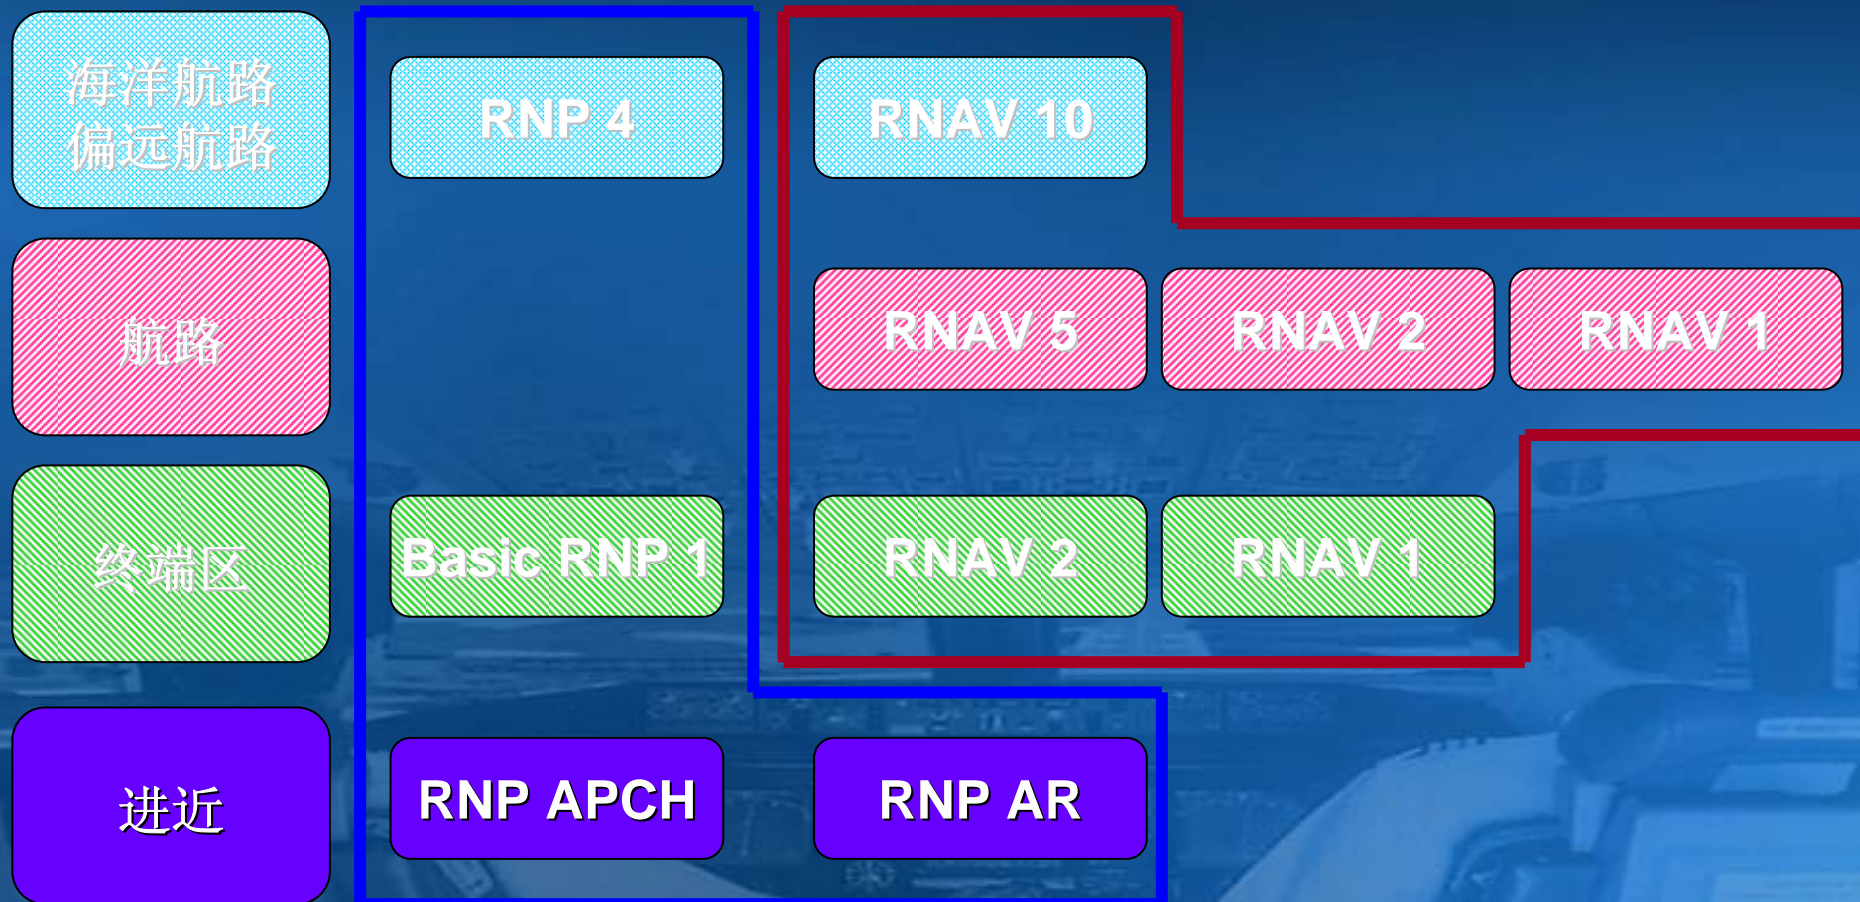 海洋航路
偏远航路
RNP 4
RNAV 10
航路
RNAV 5
RNAV 2
RNAV 1
终端区
Basic RNP 1
RNAV 2
RNAV 1
进近
RNP APCH
RNP AR